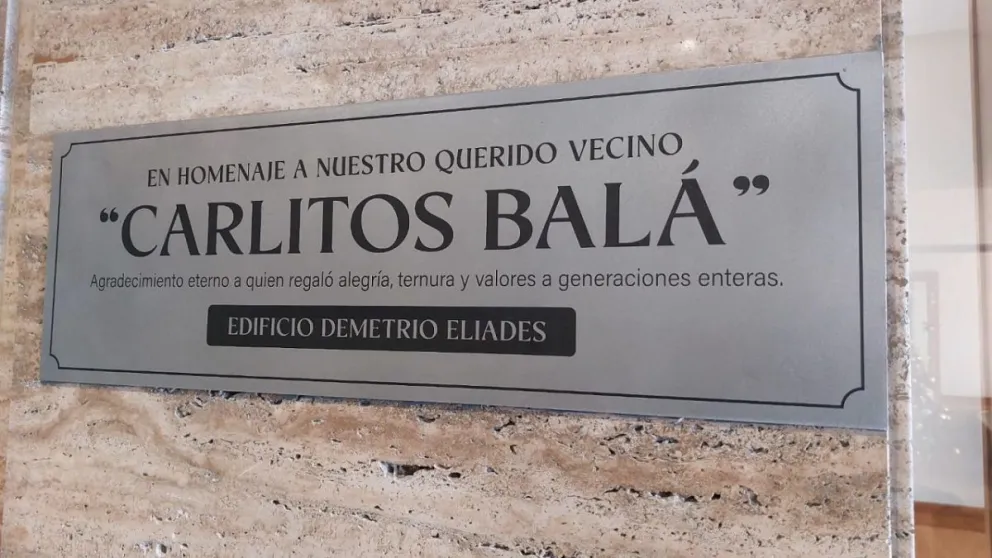 EN HOMENAJE A NUESTRO QUERIDO VECINO
“CARLITOS BALÁ”
Agradecimiento eterno a quien regaló alegría, ternura y valores a generaciones enteras.
EDIFICIO DEMETRIO ELIADES